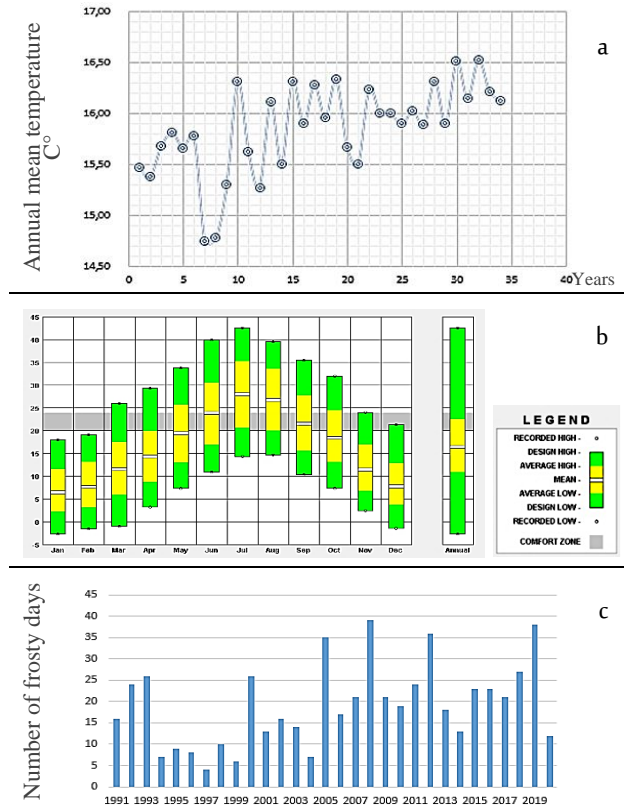 17,00
a
16,50
16,00
15,50
15,00
14,50
Annual mean temperature
C°
0 5 10 15 20 25 30 35 40
Years
b
45
40
35
30
25
20
15
10
5
0
-5
Jan Feb Mar Apr May Jun Jul Aug Sep Oct Nov Dec Annual
LEGEND
RECORDED HIGH -
DESIGN HIGH -
AVERAGE HIGH -
MEAN -
AVERAGE LOW -
DESIGN LOW -
RECORDED LOW -
COMFORT ZONE
c
Number of frosty days
45
40
35
30
25
20
15
10
5
0
1991 1993 1995 1997 1999 2001 2003 2005 2007 2009 2011 2013 2015 2017 2019